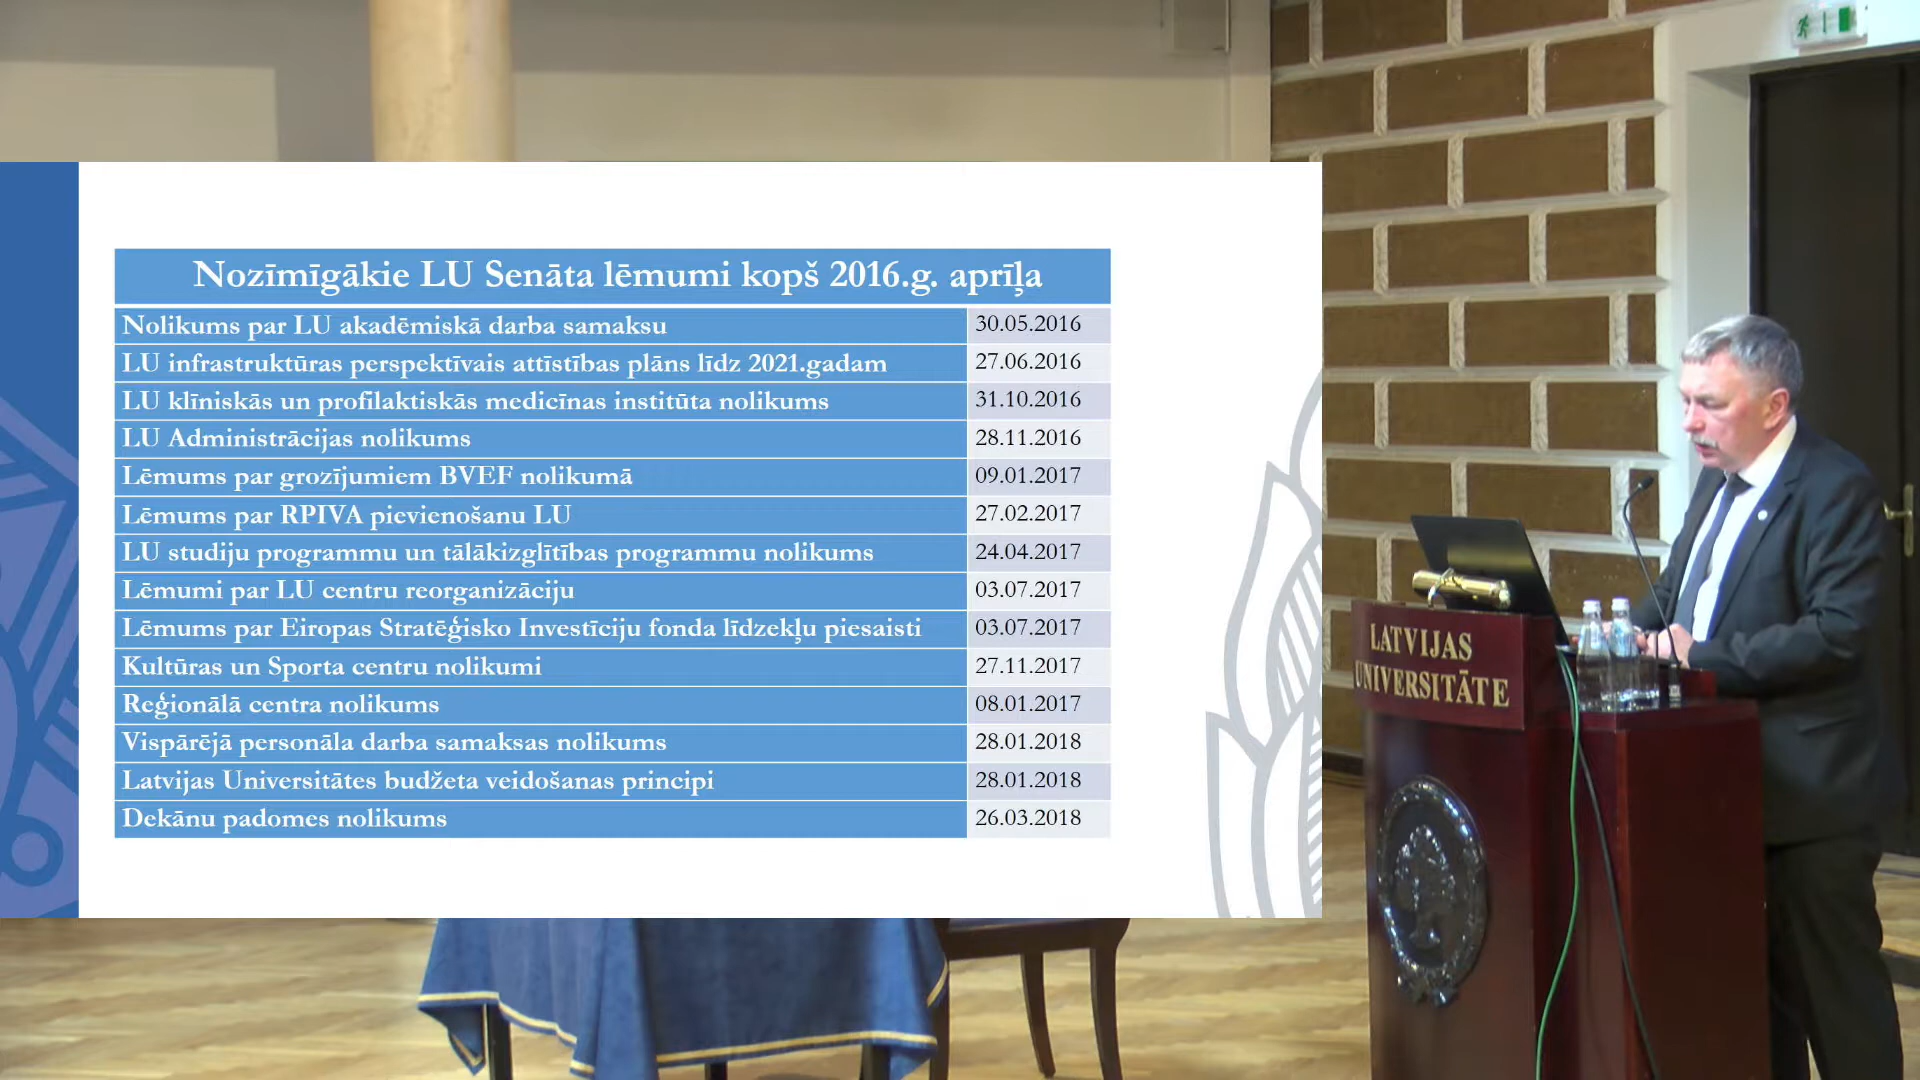 Nozīmīgākie LU Senāta lēmumi kopš 2016.g. aprīļa
Nolikums par LU akadēmiskā darba samaksu 30.05.2016
LU infrastruktūras perspektīvais attīstības plāns līdz 2021.gadam 27.06.2016
LU klīniskās un profilaktiskās medicīnas institūta nolikums 31.10.2016
LU Administrācijas nolikums 28.11.2016
Lēmums par grozījumiem BVEF nolikumā 09.01.2017
Lēmums par RPIVA pievienošanu LU 27.02.2017
LU studiju programmu un tālākizglītības programmu nolikums 24.04.2017
Lēmumi par LU centru reorganizāciju 03.07.2017
Lēmums par Eiropas Stratēģisko Investīciju fonda līdzekļu piesaisti 03.07.2017
Kultūras un Sporta centru nolikumi 27.11.2017
Reģionālā centra nolikums 08.01.2017
Vispārējā personāla darba samaksas nolikums 28.01.2018
Latvijas Universitātes budžeta veidošanas principi 28.01.2018
Dekānu padomes nolikums 26.03.2018
LATVIJAS
UNIVERSITĀTE